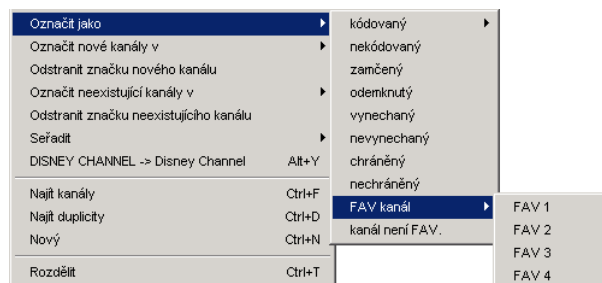 Označit jako
Označit nové kanály v
Odstranit značku nového kanálu
Označit neexistující kanály v
Odstranit značku neexistujícího kanálu
Seřadit
DISNEY CHANNEL -> Disney Channel Alt+Y
Najít kanály Ctrl+F
Najít duplicity Ctrl+D
Nový Ctrl+N
Rozdělit Ctrl+T
kódovaný
nekódovaný
zamčený
odemknutý
vynechaný
nevynechaný
chráněný
nechráněný
FAV kanál
kanál není FAV.
FAV 1
FAV 2
FAV 3
FAV 4